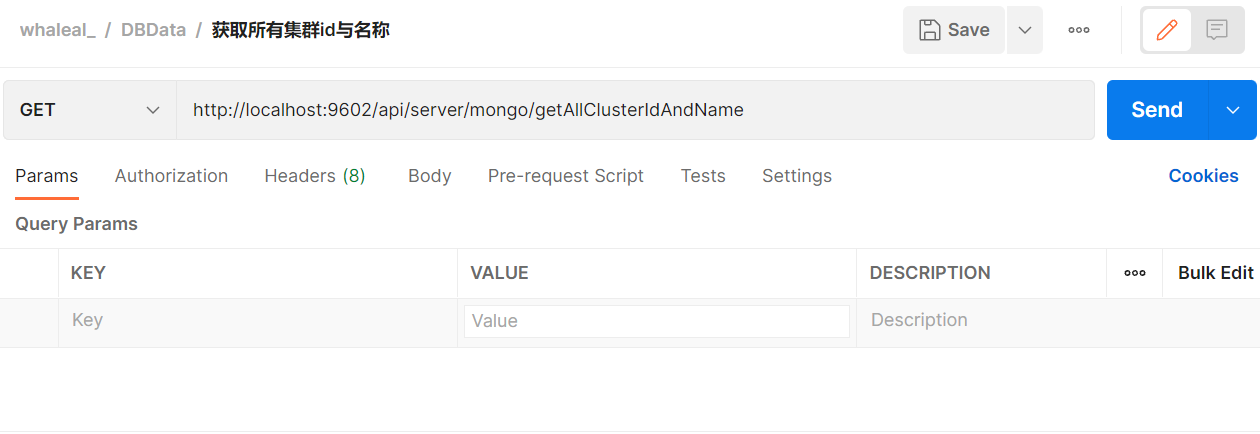 whaleal_ / DBData / 获取所有集群id与名称 Save
GET http://localhost:9602/api/server/mongo/getAllClusterIdAndName Send
Params Authorization Headers (8) Body Pre-request Script Tests Settings Cookies
Query Params
KEY VALUE DESCRIPTION Bulk Edit
Key Value Description